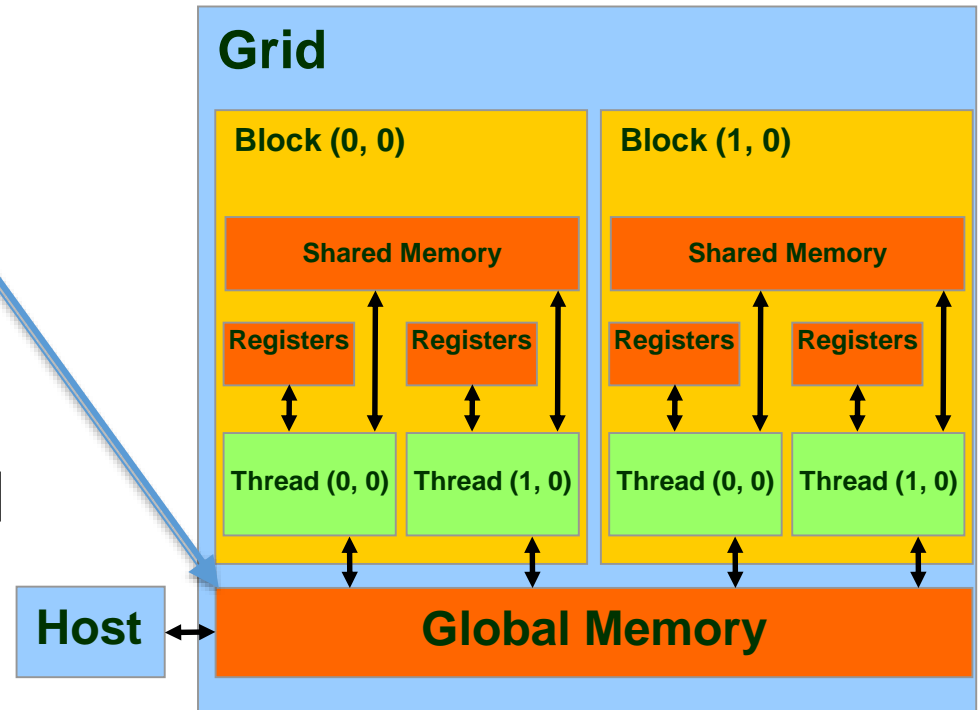 Grid
Block (0, 0)
Block (1, 0)
Shared Memory
Shared Memory
Registers
Registers
Registers
Registers
Thread (0, 0)
Thread (1, 0)
Thread (0, 0)
Thread (1, 0)
Host
Global Memory